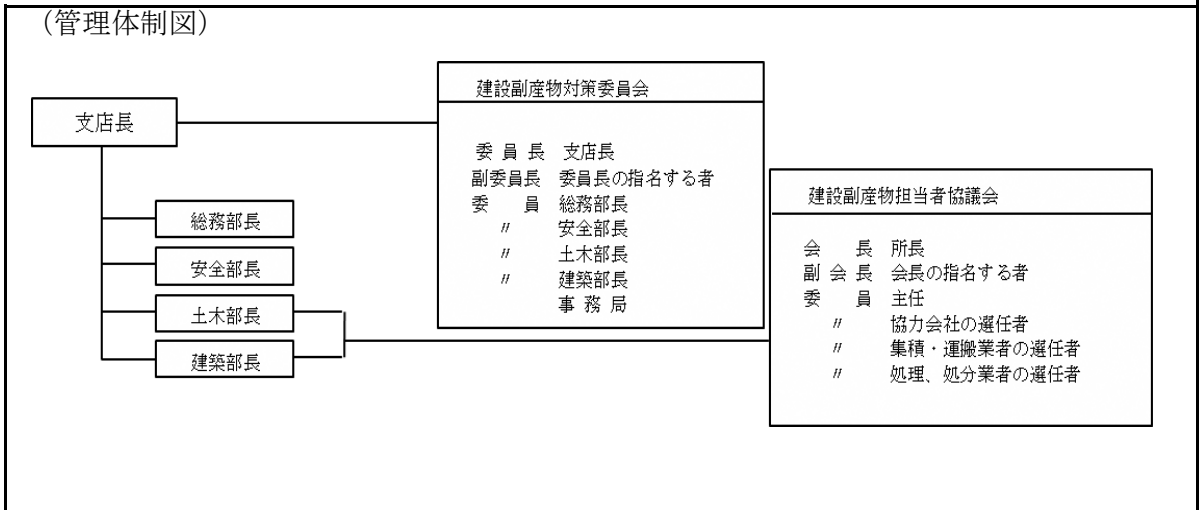 （管理体制図）
支店長
総務部長
安全部長
土木部長
建築部長
建設副産物対策委員会
委 員 長　支店長
副委員長　委員長の指名する者
委　　員　総務部長
〃　安全部長
〃　土木部長
〃　建築部長
事 務 局
建設副産物担当者協議会
会　　長　所長
副 会 長　会長の指名する者
委　　員　主任
〃　協力会社の選任者
〃　集積・運搬業者の選任者
〃　処理、処分業者の選任者